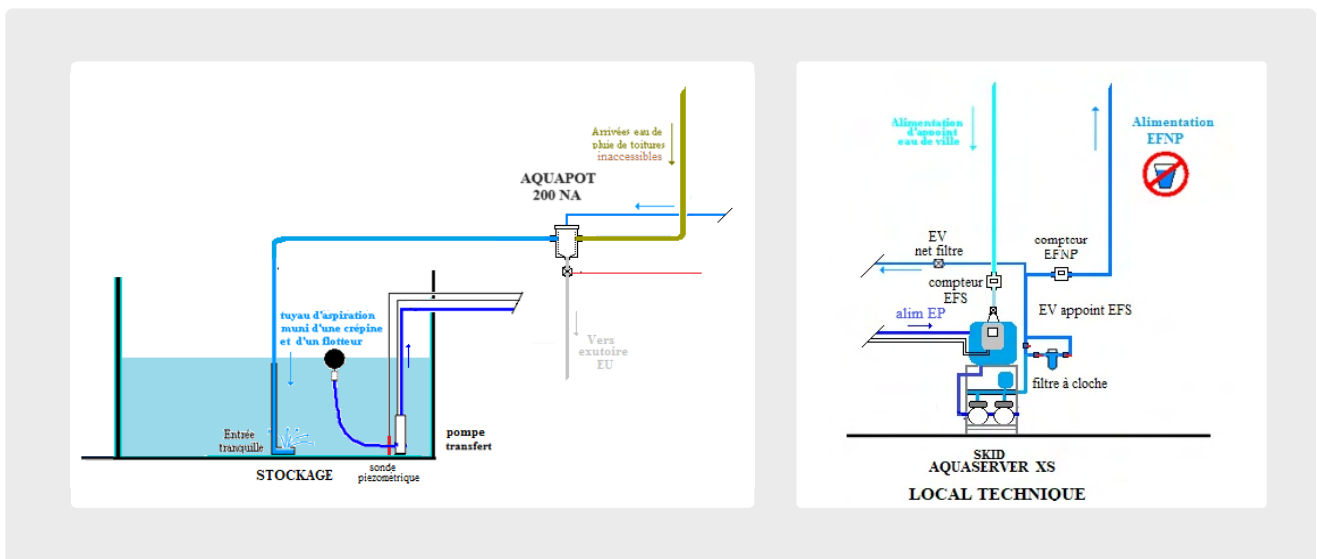 Arrivées eau de
pluie de toitures
inaccessibles
AQUAPOT
200 NA
tuyau d'arpiration
muni d'une crépine
et d'un flotteur
Vers
exutoire
EU
Entrée
tranquille
pompe
transfert
STOCKAGE
sonde
piezométrique
Alimentation
d'appoint
eau de ville
Alimentation
EFNP
EV
net filtre
compteur
EFNP
compteur
EFS
EV appoint EFS
alim EP
filtre à cloche
SKID
AQUASERVER XS
LOCAL TECHNIQUE